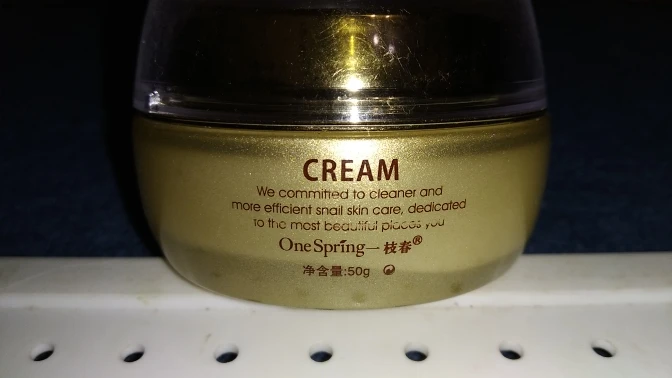 CREAM
We committed to cleaner and
more efficient snail skin care, dedicated
to the most beautiful places you
OneSpring一枝春®
净含量:50g